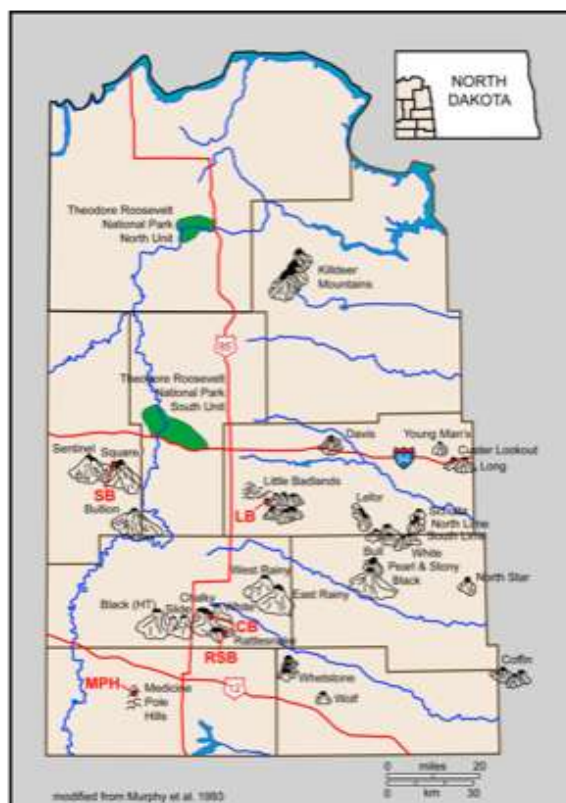 NORTH
DAKOTA
Theodore Roosevelt
National Park
North Unit
Killdeer
Mountains
85
Theodore Roosevelt
National Park
South Unit
Davis
Young Man's
Custer Lookout
Long
94
Sentinel
Square
SB
Bullion
Little Badlands
LB
Lefor
Schatz
North Lime
South Lime
White
Bull
Pearl & Stony
Black
North Star
West Rainy
East Rainy
Chalky
White
Black (HT)
Slide
CB
Rattlesnake
RSB
MPH
Medicine
Pole
Hills
12
Whetstone
Wolf
Coffin
0 miles 20
0 km 30
modified from Murphy et al. 1993